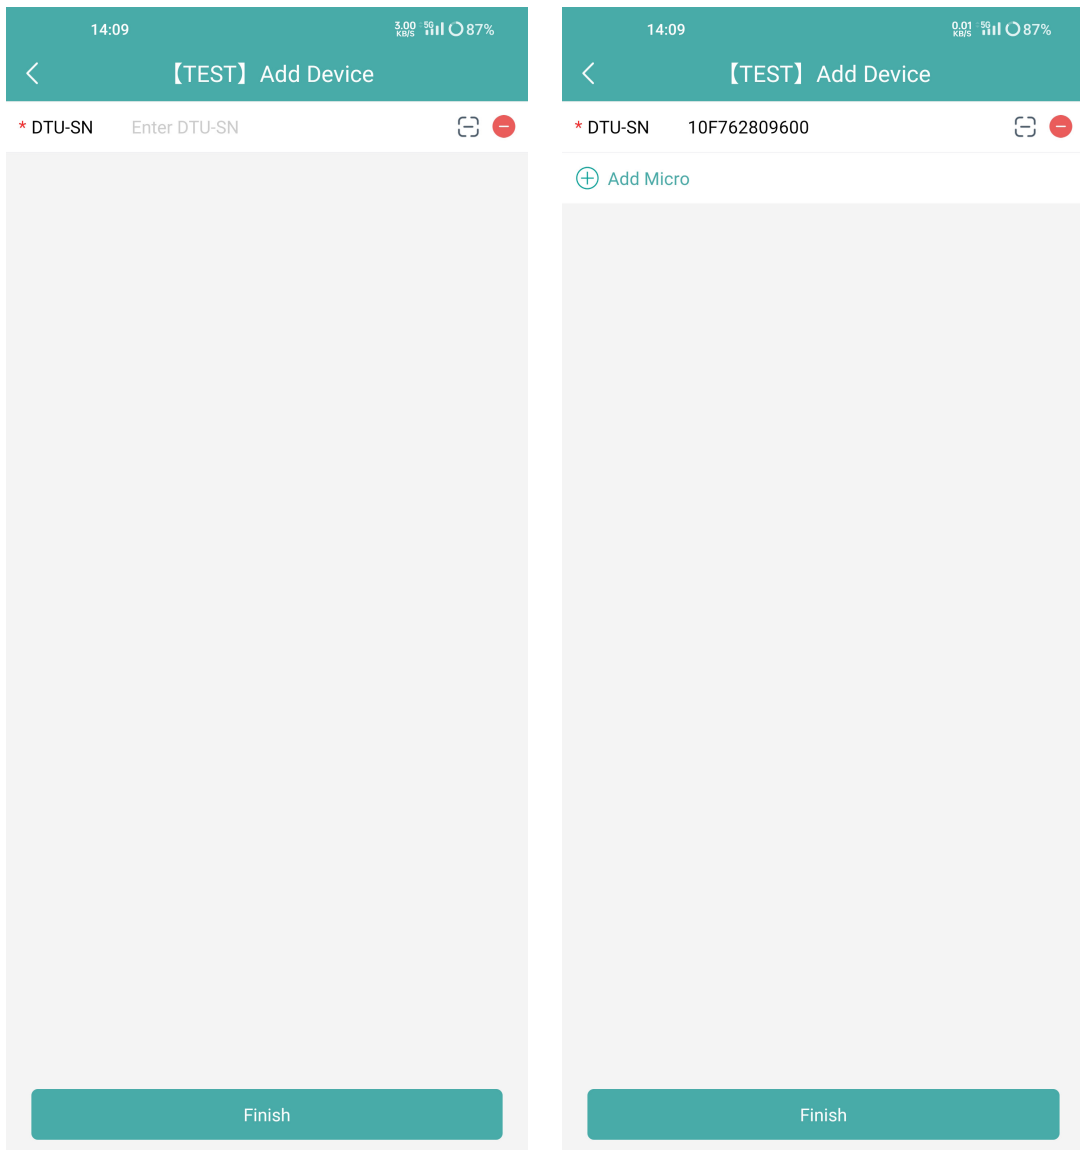 14:09
3.00 KB/S 5G 87%
【TEST】Add Device
* DTU-SN Enter DTU-SN
Finish
14:09
0.01 KB/S 5G 87%
【TEST】Add Device
* DTU-SN 10F762809600
Add Micro
Finish